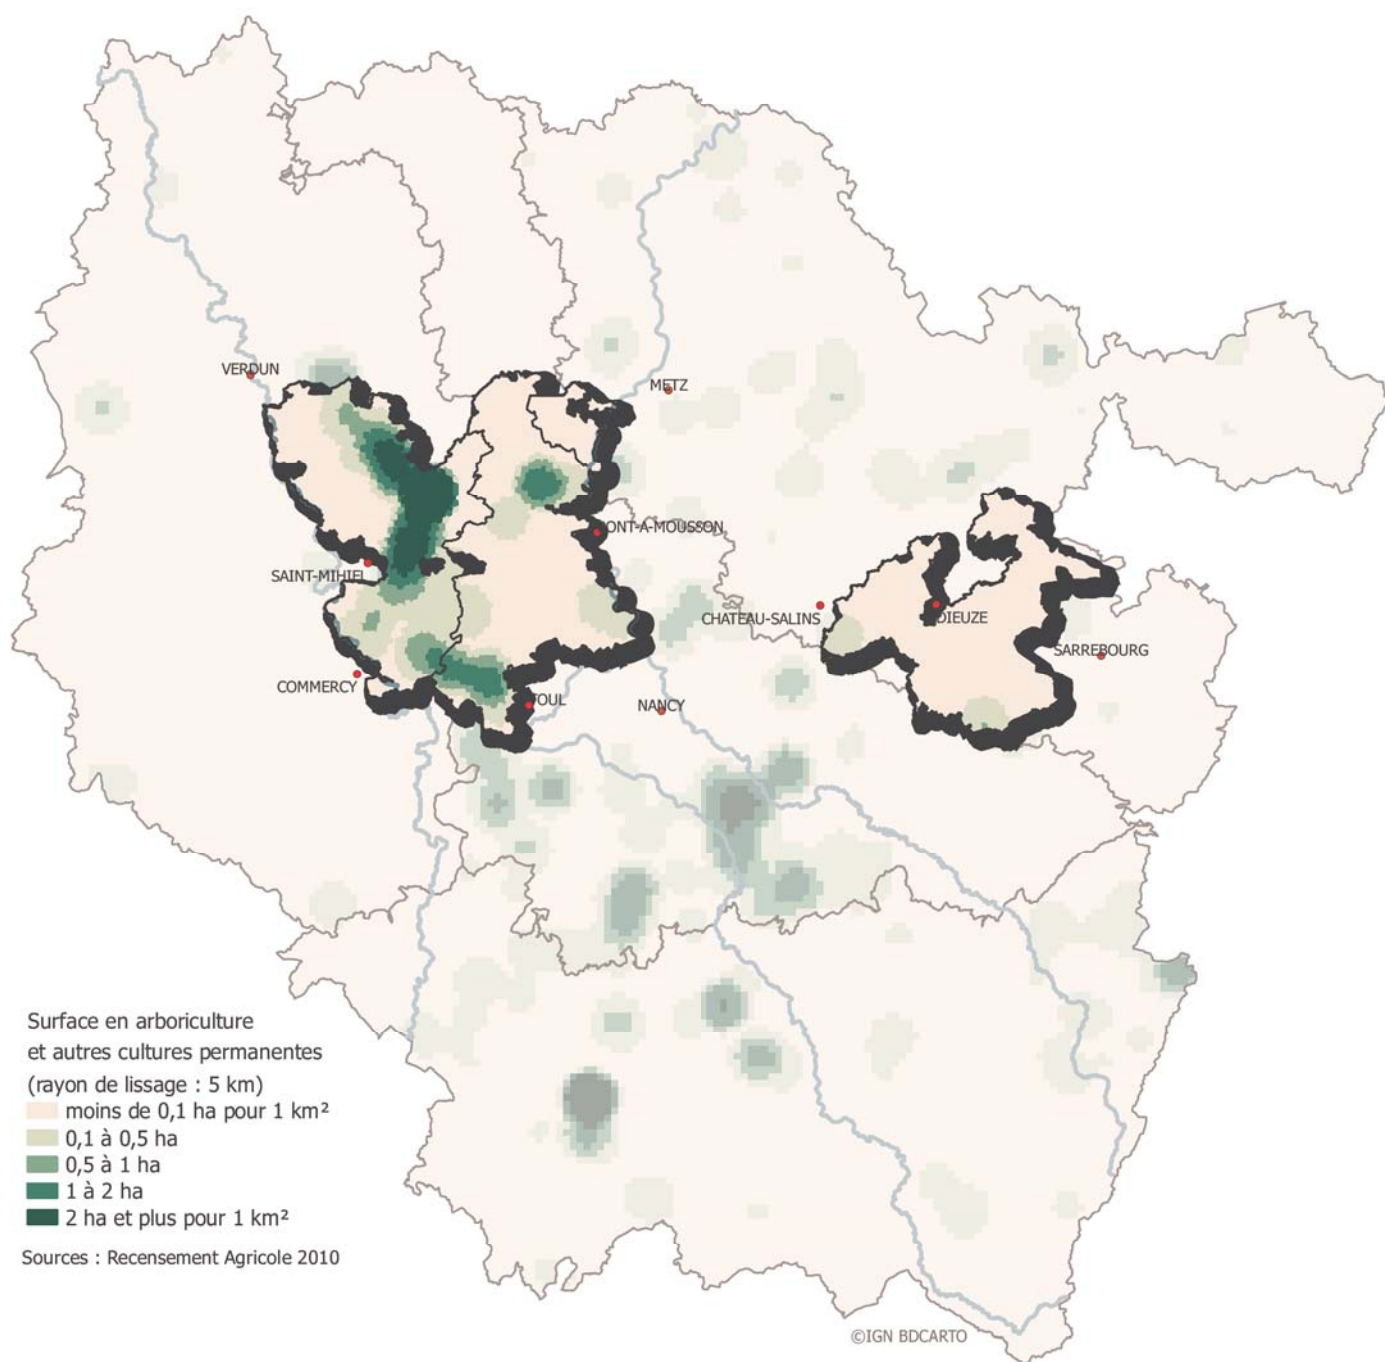 VERDUN
METZ
ONT-A-MOUSSON
SAINT-MIHIEL
CHATEAU-SALINS
DIEUZE
SARREBOURG
COMMERCY
TOUL
NANCY
Surface en arboriculture
et autres cultures permanentes
(rayon de lissage : 5 km)
moins de 0,1 ha pour 1 km²
0,1 à 0,5 ha
0,5 à 1 ha
1 à 2 ha
2 ha et plus pour 1 km²
Sources : Recensement Agricole 2010
©IGN BDCARTO